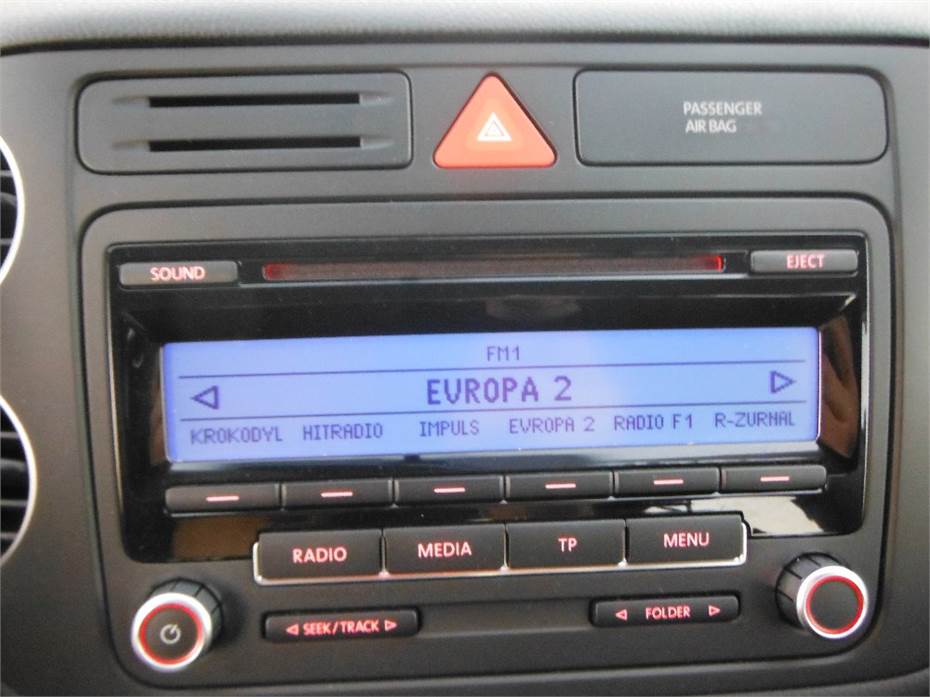 PASSENGER
AIR BAG
SOUND
EJECT
FM1
EVROPA 2
KROKODYL HITRADIO IMPULS EVROPA 2 RADIO F1 R-ZURNAL
RADIO MEDIA TP MENU
SEEK/TRACK
FOLDER